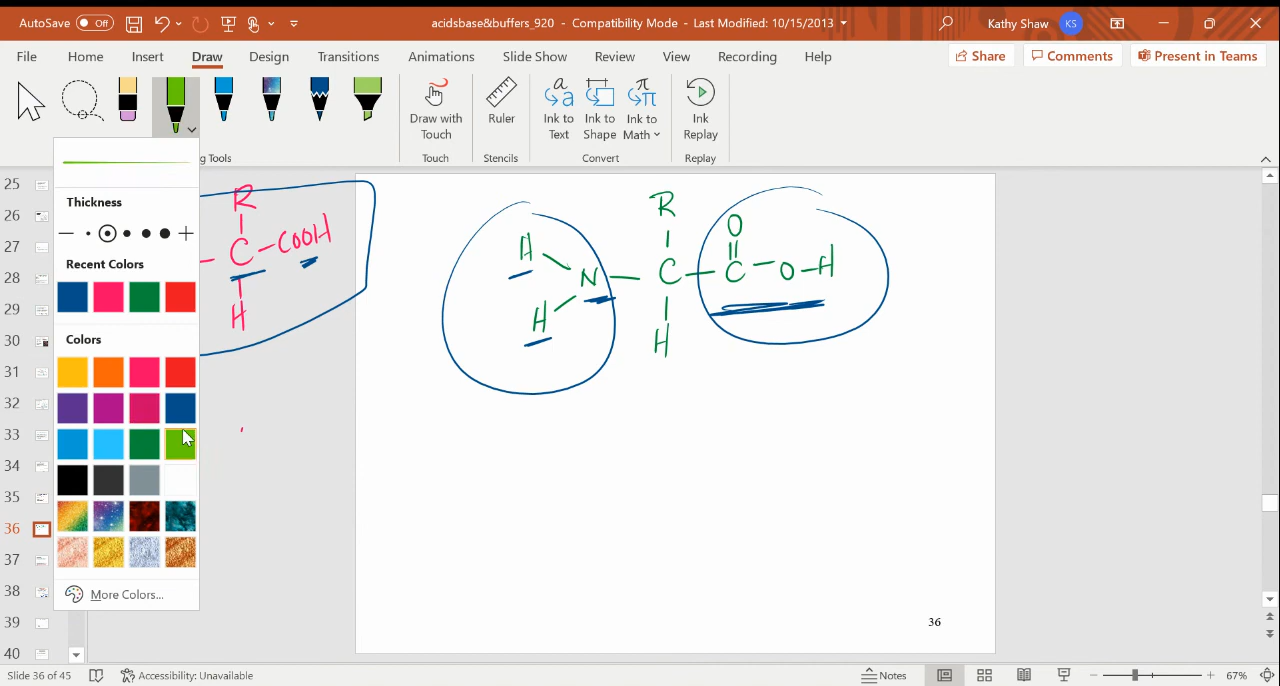 AutoSave Off acidsbase&buffers_920 - Compatibility Mode - Last Modified: 10/15/2013 Kathy Shaw KS
File Home Insert Draw Design Transitions Animations Slide Show Review View Recording Help Share Comments Present in Teams
Draw with Touch
Ruler
Ink to Text
Ink to Shape
Ink to Math
Ink Replay
g Tools Touch Stencils Convert Replay
Thickness
Recent Colors
Colors
More Colors...
25
26
27
28
29
30
31
32
33
34
35
36
37
38
39
40
R
C - COOH
H
R O
H
N - C - C - O - H
H
H
36
Slide 36 of 45 Accessibility: Unavailable Notes 67%